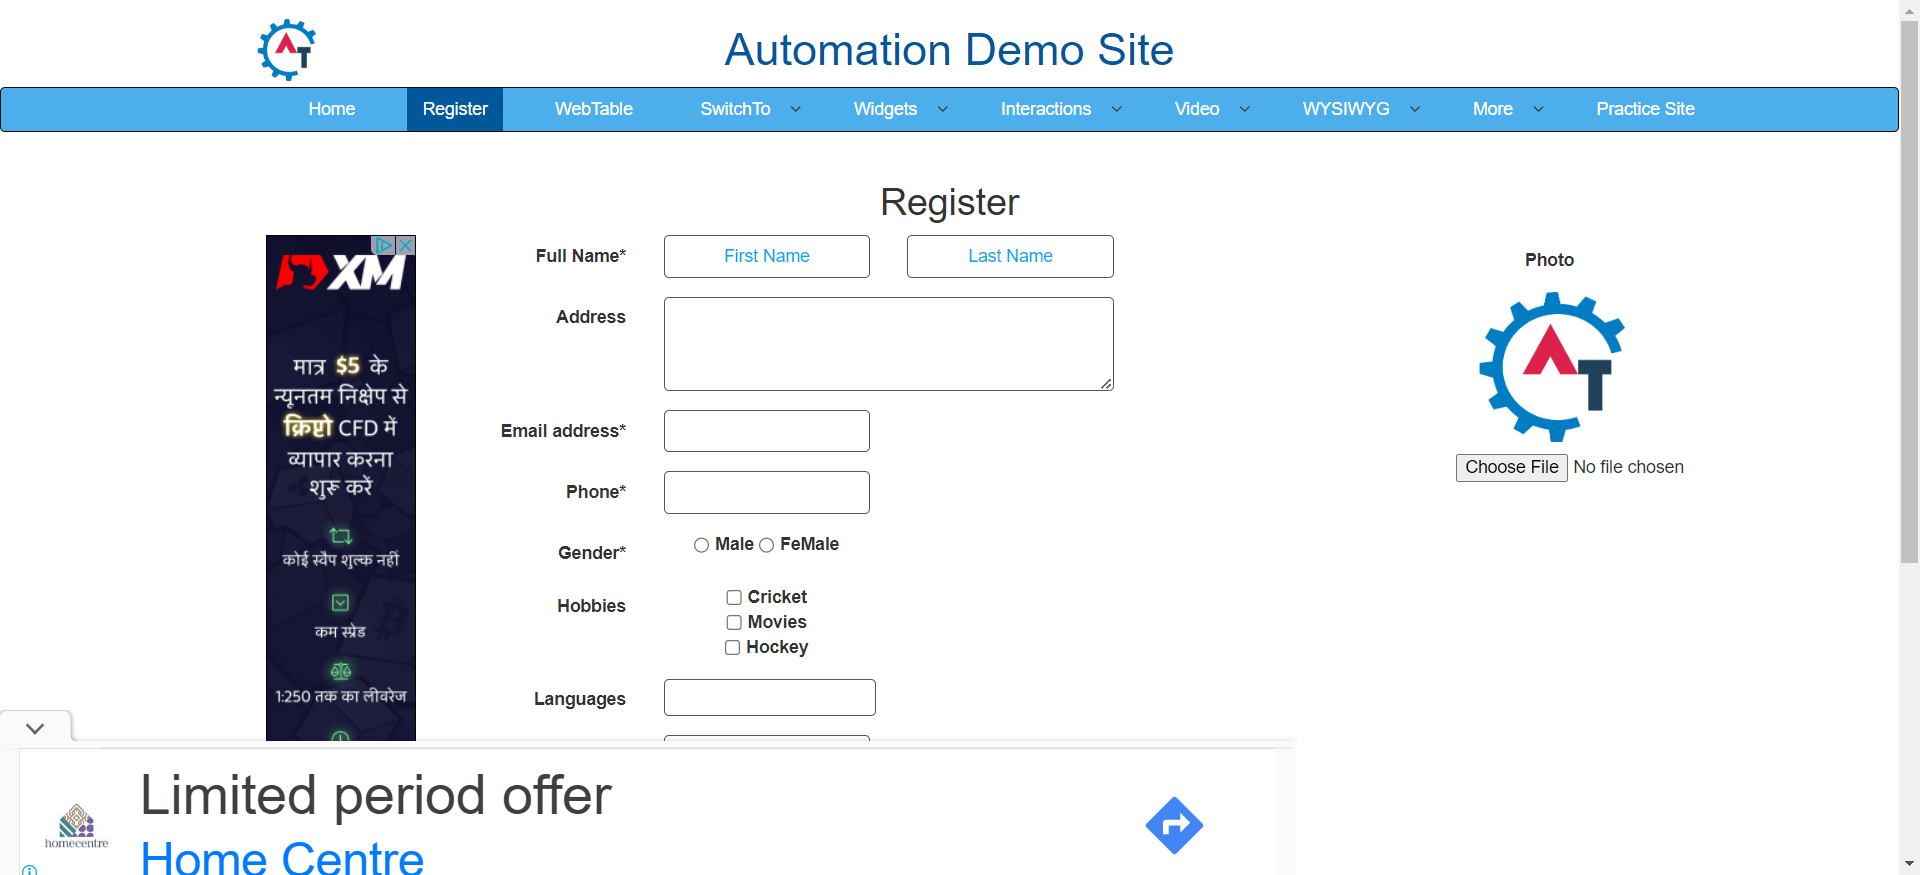 Automation Demo Site
Home Register WebTable SwitchTo Widgets Interactions Video WYSIWYG More Practice Site
Register
Full Name* First Name Last Name
Address
Email address*
Phone*
Gender* Male FeMale
Hobbies Cricket
Movies
Hockey
Languages
Photo
AT
Choose File No file chosen
XM
मात्र $5 के
न्यूनतम निक्षेप से
क्रिप्टो CFD में
व्यापार करना
शुरू करें
कोई स्वैप शुल्क नहीं
कम स्प्रेड
1:250 तक का लीवरेज
Limited period offer
Home Centre
homecentre